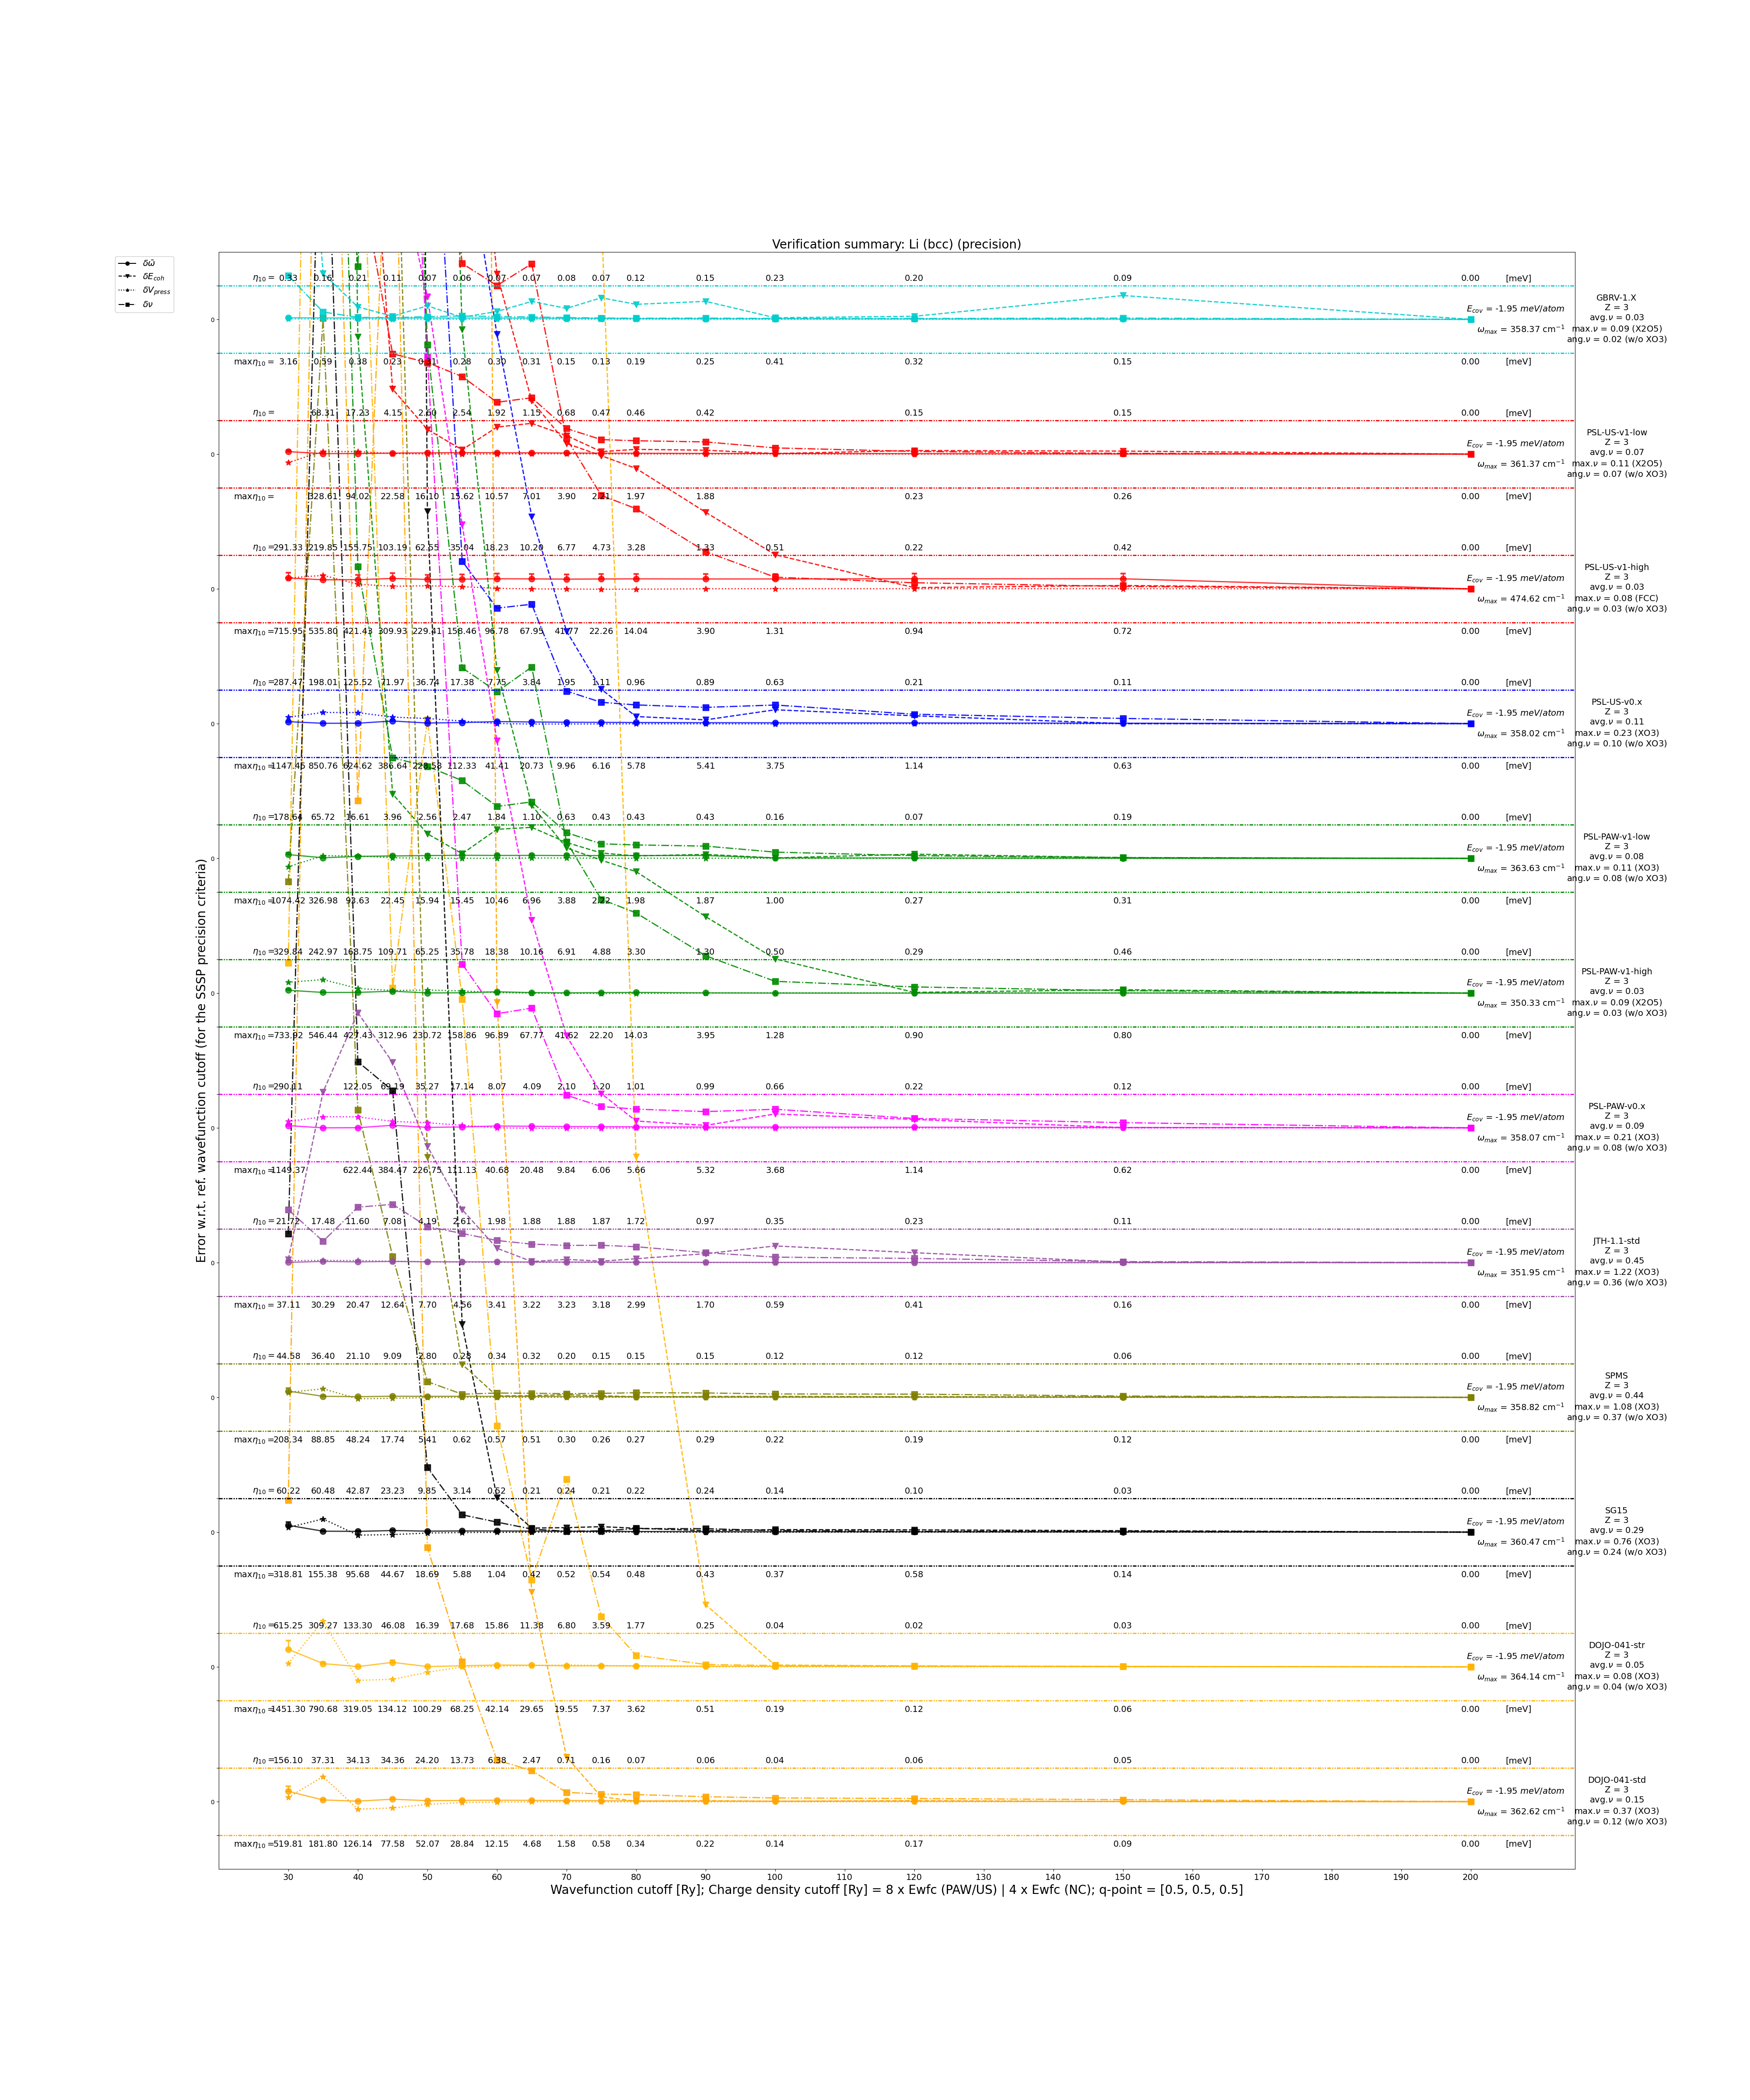 Verification summary: Li (bcc) (precision)
δω̄
δE_coh
δV_press
δν
Error w.r.t. ref. wavefunction cutoff (for the SSSP precision criteria)
η₁₀ = 0.33 0.16 0.21 0.11 0.07 0.06 0.07 0.07 0.08 0.07 0.12 0.15 0.23 0.20 0.09 0.00 [meV]
0
E_cov = -1.95 meV/atom
ω_max = 358.37 cm⁻¹
GBRV-1.X
Z = 3
avg.ν = 0.03
max.ν = 0.09 (X2O5)
ang.ν = 0.02 (w/o XO3)
maxη₁₀ = 3.16 0.59 0.38 0.23 0.28 0.30 0.31 0.15 0.13 0.19 0.25 0.41 0.32 0.15 0.00 [meV]
η₁₀ = 68.31 17.23 4.15 2.60 2.54 1.92 1.15 0.68 0.47 0.46 0.42 0.15 0.15 0.00 [meV]
0
E_cov = -1.95 meV/atom
ω_max = 361.37 cm⁻¹
PSL-US-v1-low
Z = 3
avg.ν = 0.07
max.ν = 0.11 (X2O5)
ang.ν = 0.07 (w/o XO3)
maxη₁₀ = 328.61 94.02 22.58 16.10 15.62 10.57 7.01 3.90 1.97 1.88 0.23 0.26 0.00 [meV]
η₁₀ = 291.33 219.85 155.75 103.19 62.55 35.04 18.23 10.20 6.77 4.73 3.28 1.33 0.51 0.22 0.42 0.00 [meV]
0
E_cov = -1.95 meV/atom
ω_max = 474.62 cm⁻¹
PSL-US-v1-high
Z = 3
avg.ν = 0.03
max.ν = 0.08 (FCC)
ang.ν = 0.03 (w/o XO3)
maxη₁₀ = 715.95 535.80 421.43 309.93 229.41 158.46 96.78 67.95 41.77 22.26 14.04 3.90 1.31 0.94 0.72 0.00 [meV]
η₁₀ = 287.47 198.01 125.52 71.97 36.74 17.38 7.75 3.84 1.95 1.11 0.96 0.89 0.63 0.21 0.11 0.00 [meV]
0
E_cov = -1.95 meV/atom
ω_max = 358.02 cm⁻¹
PSL-US-v0.x
Z = 3
avg.ν = 0.11
max.ν = 0.23 (XO3)
ang.ν = 0.10 (w/o XO3)
maxη₁₀ = 850.76 624.62 386.64 112.33 41.41 20.73 9.96 6.16 5.78 5.41 3.75 1.14 0.63 0.00 [meV]
η₁₀ = 178.64 65.72 16.61 3.96 2.56 2.47 1.84 1.10 0.63 0.43 0.43 0.43 0.16 0.07 0.19 0.00 [meV]
0
E_cov = -1.95 meV/atom
ω_max = 363.63 cm⁻¹
PSL-PAW-v1-low
Z = 3
avg.ν = 0.08
max.ν = 0.11 (XO3)
ang.ν = 0.08 (w/o XO3)
maxη₁₀ = 1074.42 326.98 93.63 22.45 15.94 15.45 10.46 6.96 3.88 1.98 1.87 1.00 0.27 0.31 0.00 [meV]
η₁₀ = 329.84 242.97 168.75 109.71 65.25 35.78 18.38 10.16 6.91 4.88 3.30 1.30 0.50 0.29 0.46 0.00 [meV]
0
E_cov = -1.95 meV/atom
ω_max = 350.33 cm⁻¹
PSL-PAW-v1-high
Z = 3
avg.ν = 0.03
max.ν = 0.09 (X2O5)
ang.ν = 0.03 (w/o XO3)
maxη₁₀ = 733.92 546.44 427.43 312.96 230.72 158.86 96.89 67.77 41.62 22.20 14.03 3.95 1.28 0.90 0.80 0.00 [meV]
η₁₀ = 290.11 122.05 69.19 35.27 17.14 8.07 4.09 2.10 1.20 1.01 0.99 0.66 0.22 0.12 0.00 [meV]
0
E_cov = -1.95 meV/atom
ω_max = 358.07 cm⁻¹
PSL-PAW-v0.x
Z = 3
avg.ν = 0.09
max.ν = 0.21 (XO3)
ang.ν = 0.08 (w/o XO3)
maxη₁₀ = 1149.37 622.44 384.47 226.75 111.13 40.68 20.48 9.84 6.06 5.66 5.32 3.68 1.14 0.62 0.00 [meV]
η₁₀ = 21.72 17.48 11.60 7.08 4.19 2.61 1.98 1.88 1.88 1.87 1.72 0.97 0.35 0.23 0.11 0.00 [meV]
0
E_cov = -1.95 meV/atom
ω_max = 351.95 cm⁻¹
JTH-1.1-std
Z = 3
avg.ν = 0.45
max.ν = 1.22 (XO3)
ang.ν = 0.36 (w/o XO3)
maxη₁₀ = 37.11 30.29 20.47 12.64 7.70 4.56 3.41 3.22 3.23 3.18 2.99 1.70 0.59 0.41 0.16 0.00 [meV]
η₁₀ = 44.58 36.40 21.10 9.09 2.80 0.28 0.34 0.32 0.20 0.15 0.15 0.15 0.12 0.12 0.06 0.00 [meV]
0
E_cov = -1.95 meV/atom
ω_max = 358.82 cm⁻¹
SPMS
Z = 3
avg.ν = 0.44
max.ν = 1.08 (XO3)
ang.ν = 0.37 (w/o XO3)
maxη₁₀ = 208.34 88.85 48.24 17.74 5.41 0.62 0.57 0.51 0.30 0.26 0.27 0.29 0.22 0.19 0.12 0.00 [meV]
η₁₀ = 60.22 60.48 42.87 23.23 9.85 3.14 0.52 0.21 0.24 0.21 0.22 0.24 0.14 0.10 0.03 0.00 [meV]
0
E_cov = -1.95 meV/atom
ω_max = 360.47 cm⁻¹
SG15
Z = 3
avg.ν = 0.29
max.ν = 0.76 (XO3)
ang.ν = 0.24 (w/o XO3)
maxη₁₀ = 318.81 155.38 95.68 44.67 18.69 5.88 1.04 0.42 0.52 0.54 0.48 0.43 0.37 0.58 0.14 0.00 [meV]
η₁₀ = 615.25 309.27 133.30 46.08 16.39 17.68 15.86 11.38 6.80 3.59 1.77 0.25 0.04 0.02 0.03 0.00 [meV]
0
E_cov = -1.95 meV/atom
ω_max = 364.14 cm⁻¹
DOJO-041-str
Z = 3
avg.ν = 0.05
max.ν = 0.08 (XO3)
ang.ν = 0.04 (w/o XO3)
maxη₁₀ = 1451.30 790.68 319.05 134.12 100.29 68.25 42.14 29.65 19.55 7.37 3.62 0.51 0.19 0.12 0.06 0.00 [meV]
η₁₀ = 156.10 37.31 34.13 34.36 24.20 13.73 6.38 2.47 0.71 0.16 0.07 0.06 0.04 0.06 0.05 0.00 [meV]
0
E_cov = -1.95 meV/atom
ω_max = 362.62 cm⁻¹
DOJO-041-std
Z = 3
avg.ν = 0.15
max.ν = 0.37 (XO3)
ang.ν = 0.12 (w/o XO3)
maxη₁₀ = 519.81 181.80 126.14 77.58 52.07 28.84 12.15 4.68 1.58 0.58 0.34 0.22 0.14 0.17 0.09 0.00 [meV]
30 40 50 60 70 80 90 100 110 120 130 140 150 160 170 180 190 200
Wavefunction cutoff [Ry]; Charge density cutoff [Ry] = 8 x Ewfc (PAW/US) | 4 x Ewfc (NC); q-point = [0.5, 0.5, 0.5]